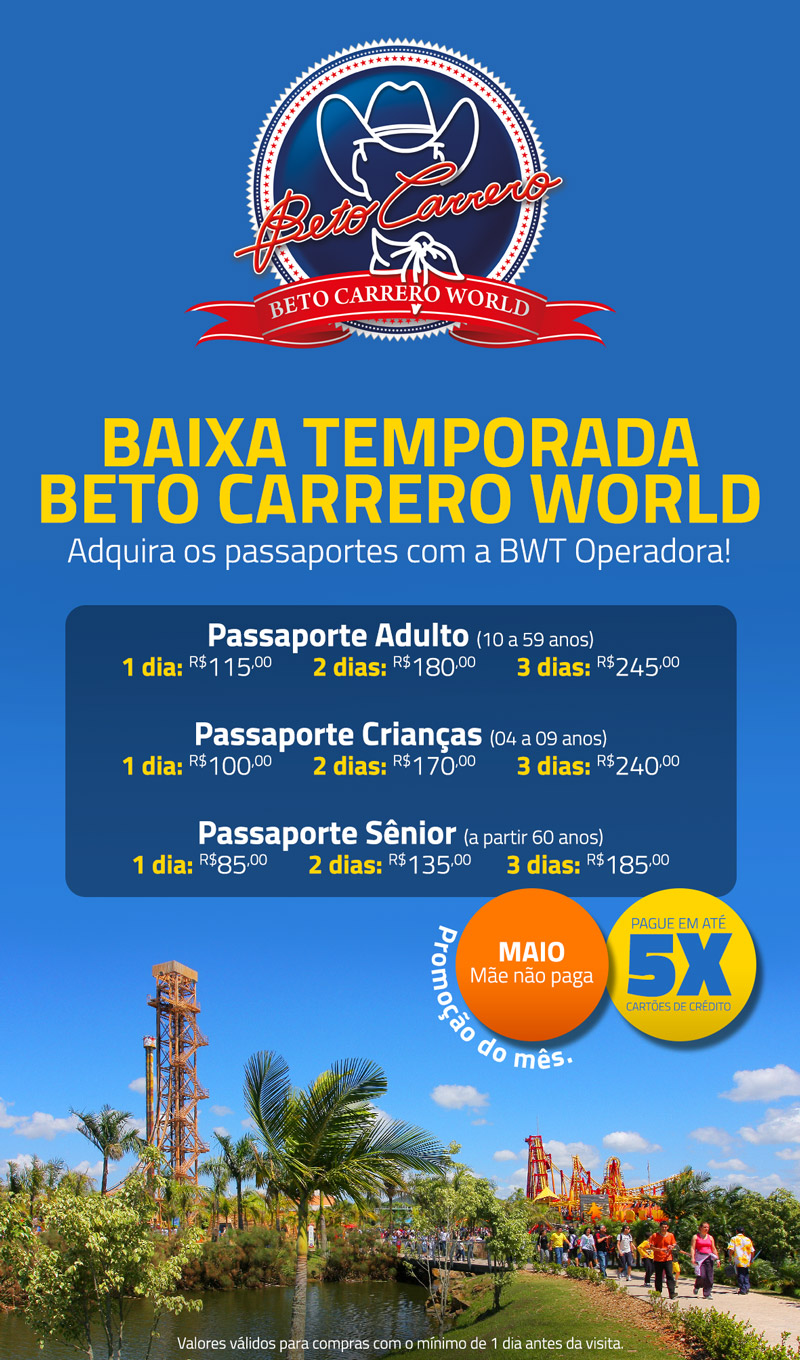 Beto Carrero
BETO CARRERO WORLD
BAIXA TEMPORADA
BETO CARRERO WORLD
Adquira os passaportes com a BWT Operadora!
Passaporte Adulto (10 a 59 anos)
1 dia: R$115,00 2 dias: R$180,00 3 dias: R$245,00
Passaporte Crianças (04 a 09 anos)
1 dia: R$100,00 2 dias: R$170,00 3 dias: R$240,00
Passaporte Sênior (a partir 60 anos)
1 dia: R$85,00 2 dias: R$135,00 3 dias: R$185,00
Promoção do mês.
MAIO
Mãe não paga
PAGUE EM ATÉ
5X
CARTÕES DE CRÉDITO
Valores válidos para compras com o mínimo de 1 dia antes da visita.